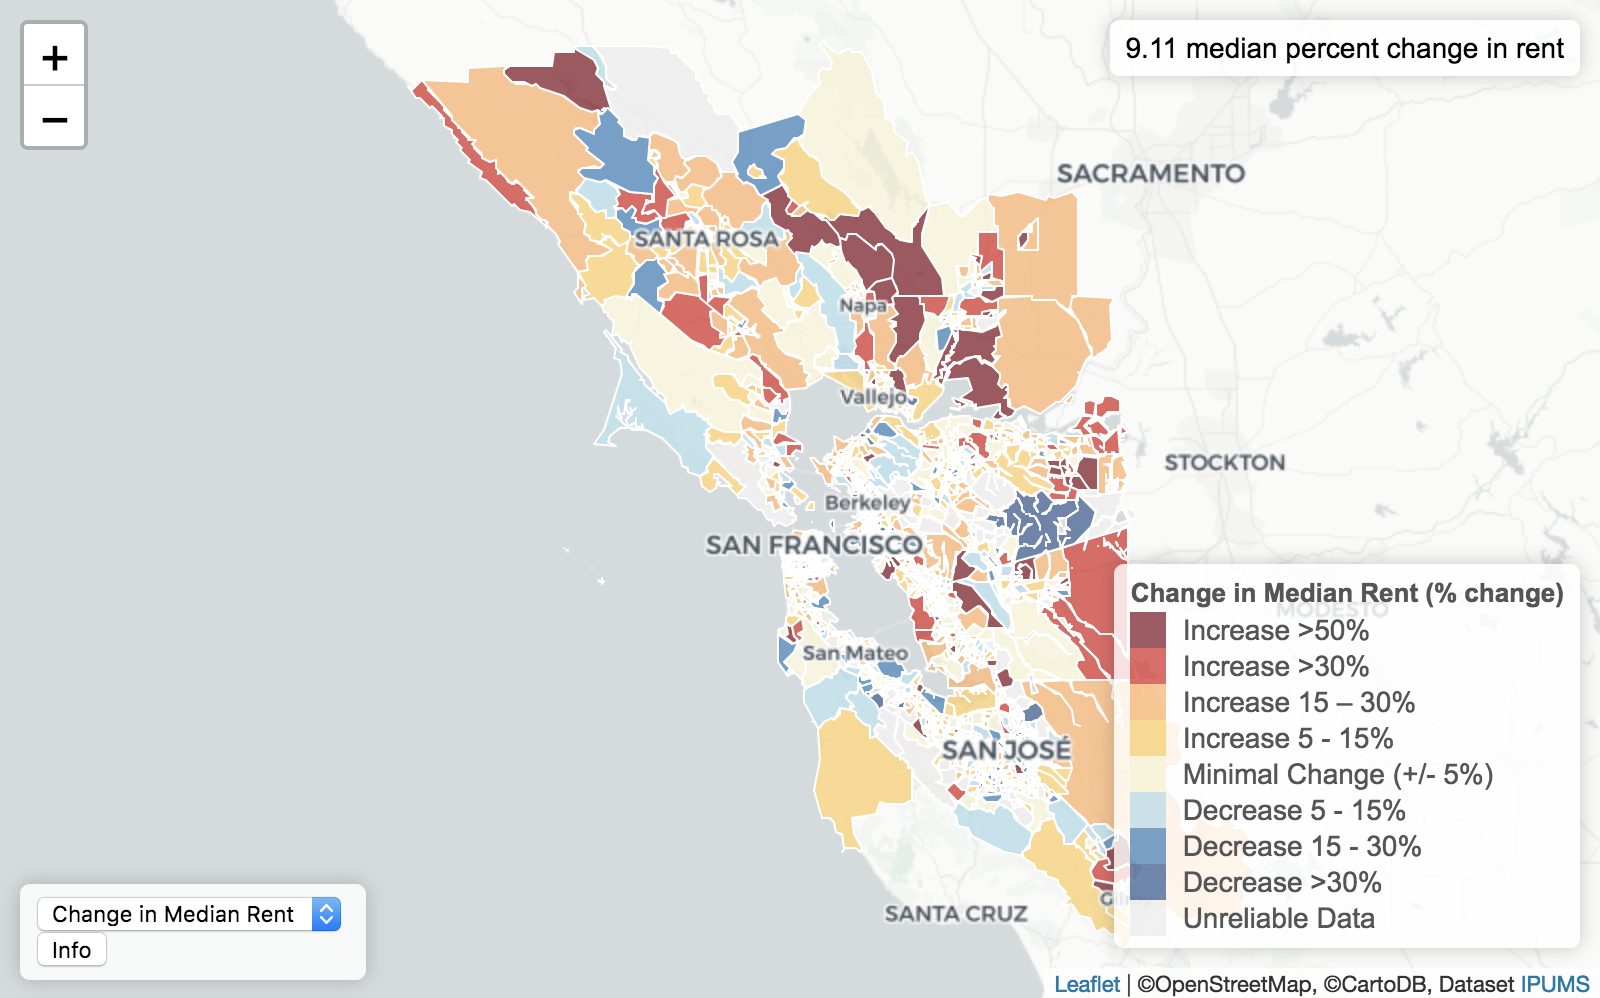 +
−
9.11 median percent change in rent
SACRAMENTO
SANTA ROSA
Napa
Vallejo
STOCKTON
Berkeley
SAN FRANCISCO
San Mateo
SAN JOSÉ
SANTA CRUZ
MODESTO
Change in Median Rent (% change)
Increase >50%
Increase >30%
Increase 15 – 30%
Increase 5 - 15%
Minimal Change (+/- 5%)
Decrease 5 - 15%
Decrease 15 - 30%
Decrease >30%
Unreliable Data
Change in Median Rent
Info
Leaflet | ©OpenStreetMap, ©CartoDB, Dataset IPUMS